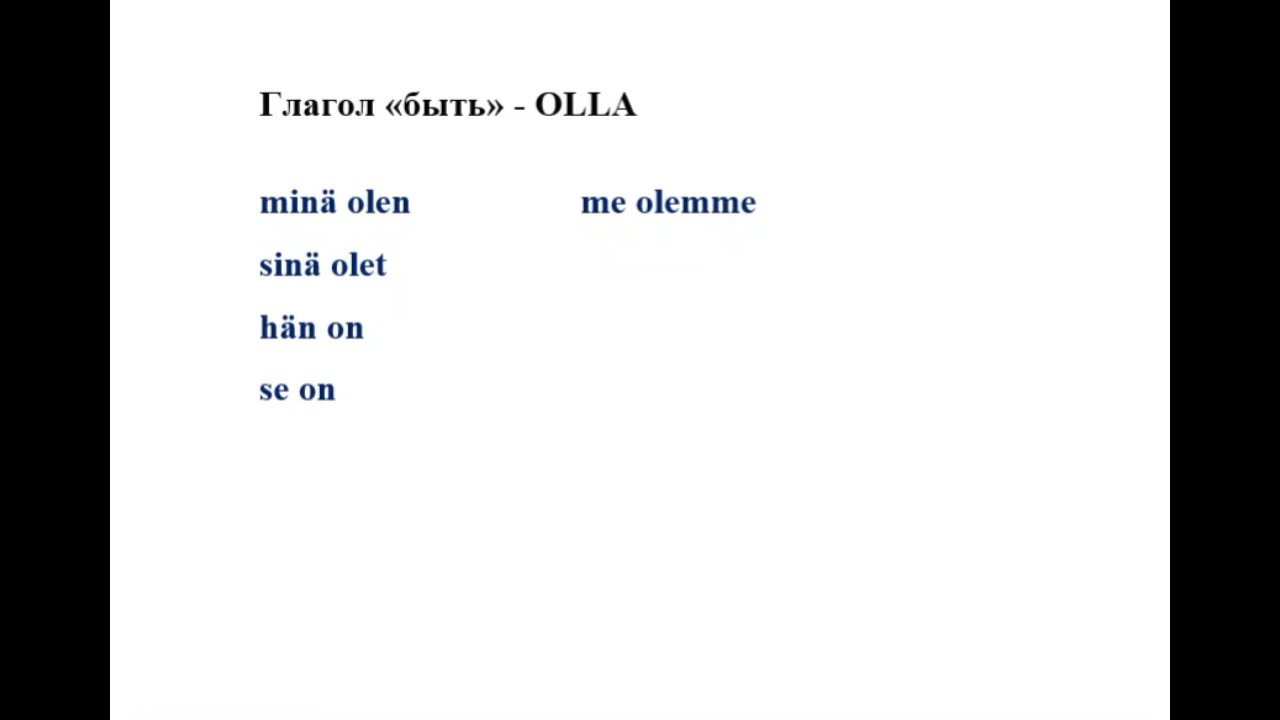 Глагол «быть» - OLLA
minä olen me olemme
sinä olet
hän on
se on